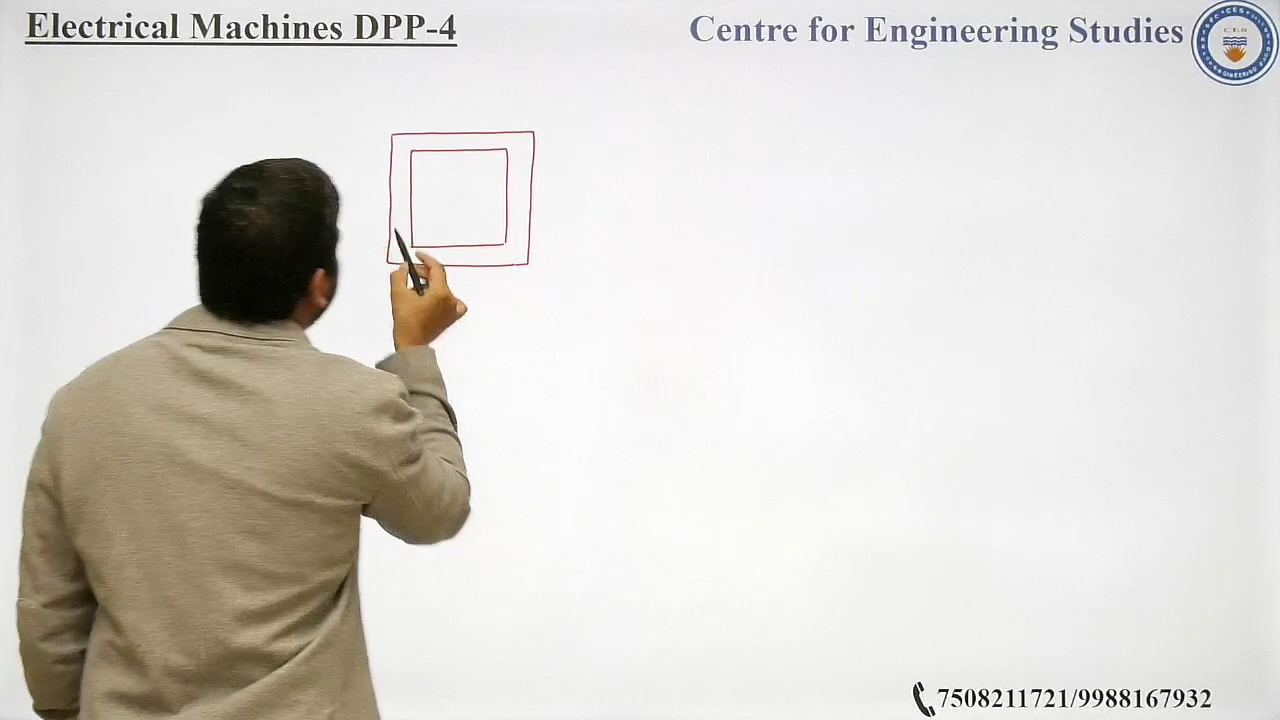 Electrical Machines DPP-4
Centre for Engineering Studies
C E S
7508211721/9988167932